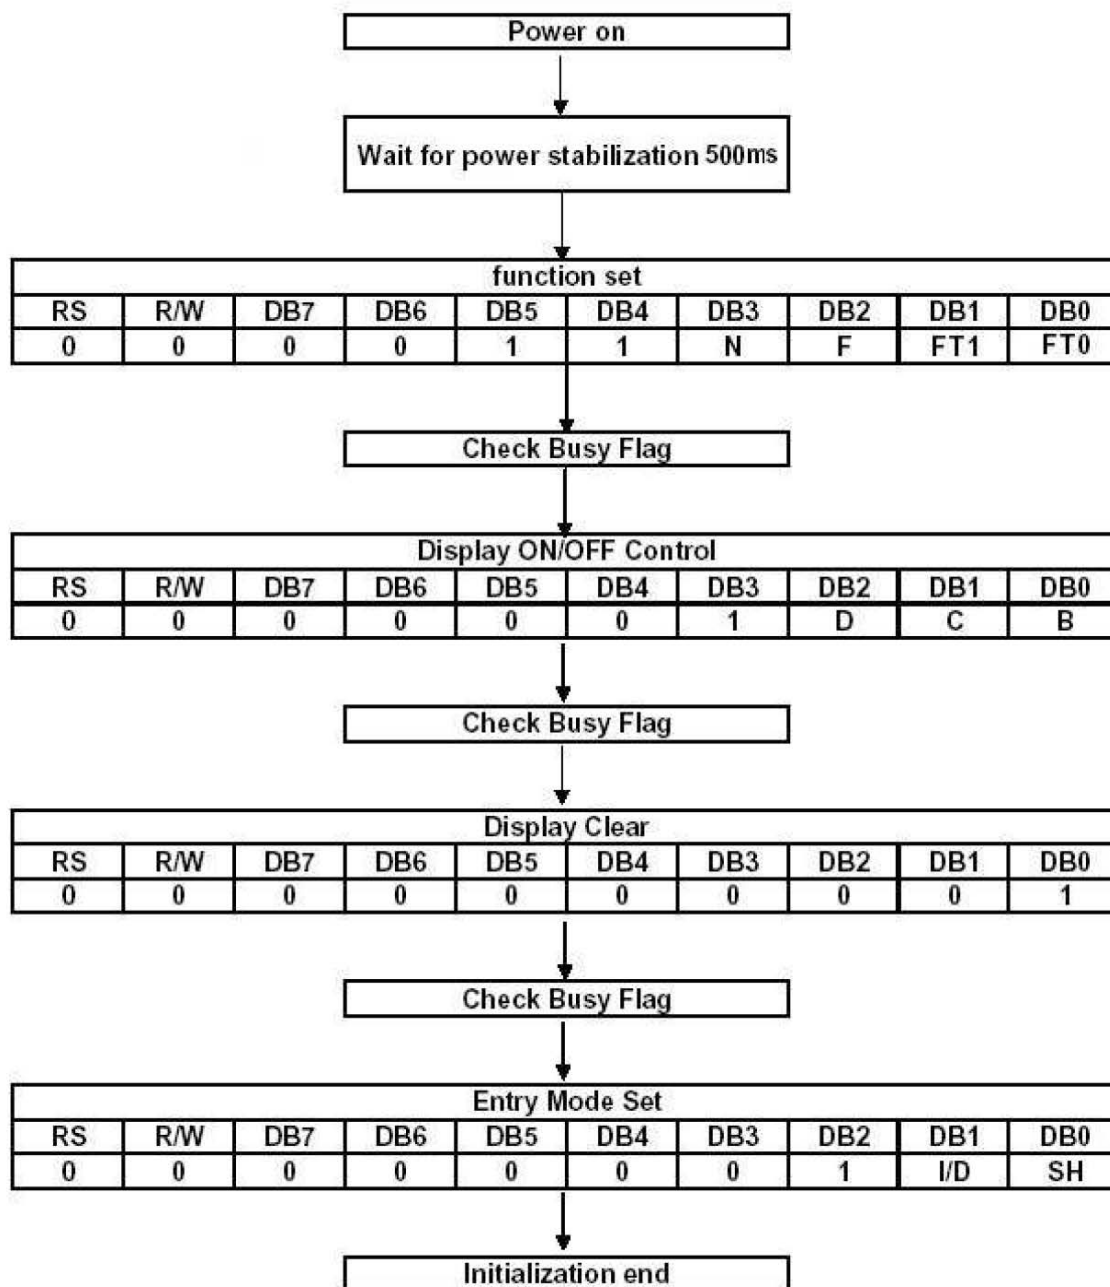 Power on
Wait for power stabilization 500ms
function set
RS R/W DB7 DB6 DB5 DB4 DB3 DB2 DB1 DB0
0 0 0 0 1 1 N F FT1 FT0
Check Busy Flag
Display ON/OFF Control
RS R/W DB7 DB6 DB5 DB4 DB3 DB2 DB1 DB0
0 0 0 0 0 0 1 D C B
Check Busy Flag
Display Clear
RS R/W DB7 DB6 DB5 DB4 DB3 DB2 DB1 DB0
0 0 0 0 0 0 0 0 0 1
Check Busy Flag
Entry Mode Set
RS R/W DB7 DB6 DB5 DB4 DB3 DB2 DB1 DB0
0 0 0 0 0 0 0 1 I/D SH
Initialization end